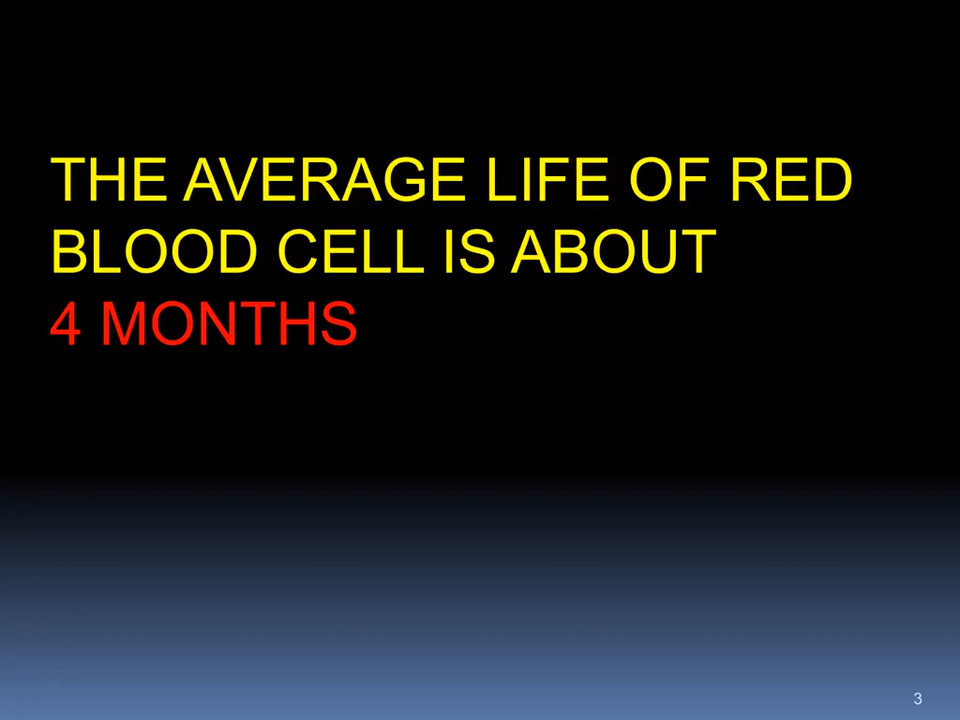 THE AVERAGE LIFE OF RED
BLOOD CELL IS ABOUT
4 MONTHS
3